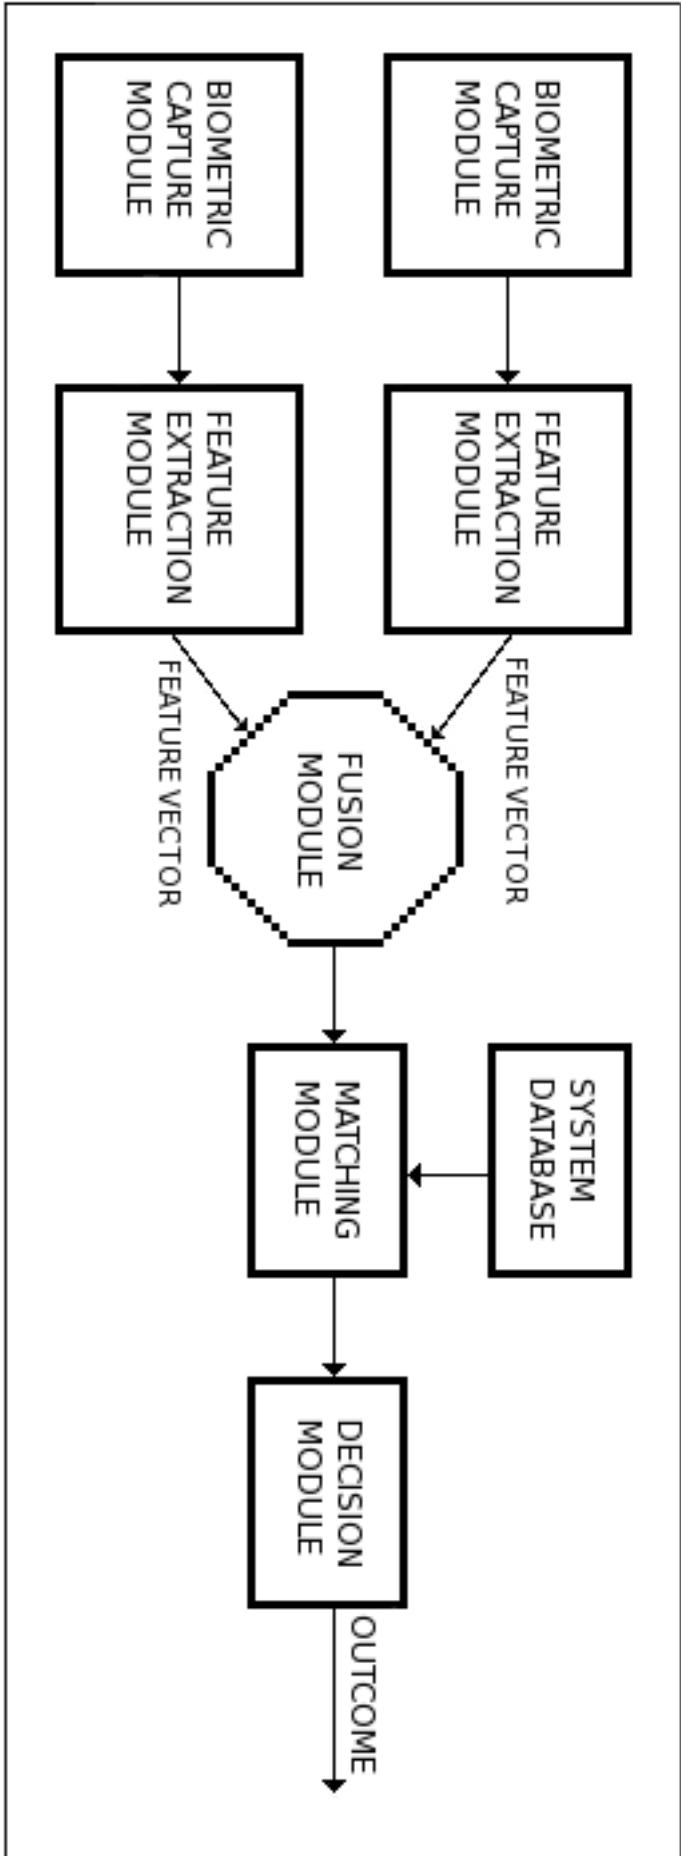 BIOMETRIC
CAPTURE
MODULE
FEATURE
EXTRACTION
MODULE
FEATURE VECTOR
BIOMETRIC
CAPTURE
MODULE
FEATURE
EXTRACTION
MODULE
FEATURE VECTOR
FUSION
MODULE
SYSTEM
DATABASE
MATCHING
MODULE
DECISION
MODULE
OUTCOME